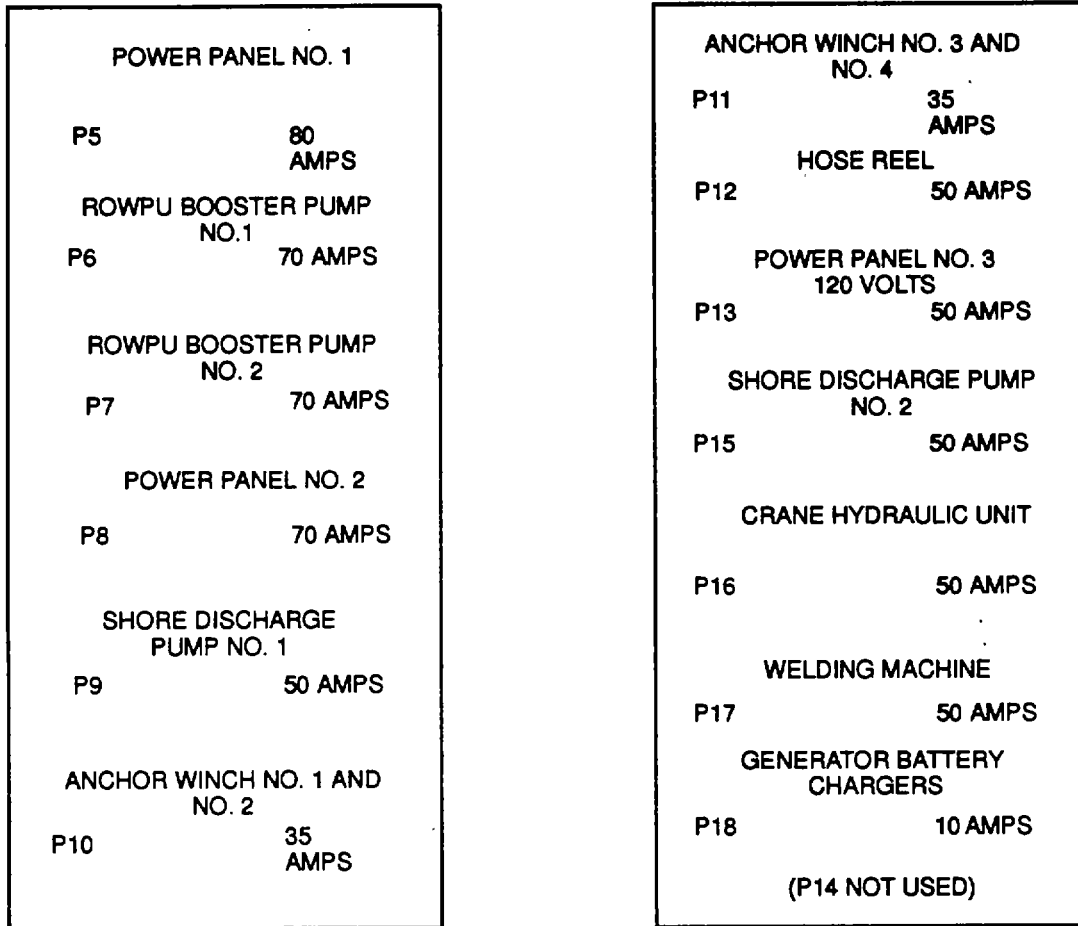 POWER PANEL NO. 1
P5 80
AMPS
ROWPU BOOSTER PUMP
NO.1
P6 70 AMPS
ROWPU BOOSTER PUMP
NO. 2
P7 70 AMPS
POWER PANEL NO. 2
P8 70 AMPS
SHORE DISCHARGE
PUMP NO. 1
P9 50 AMPS
ANCHOR WINCH NO. 1 AND
NO. 2
P10 35
AMPS
ANCHOR WINCH NO. 3 AND
NO. 4
P11 35
AMPS
HOSE REEL
P12 50 AMPS
POWER PANEL NO. 3
120 VOLTS
P13 50 AMPS
SHORE DISCHARGE PUMP
NO. 2
P15 50 AMPS
CRANE HYDRAULIC UNIT
P16 50 AMPS
WELDING MACHINE
P17 50 AMPS
GENERATOR BATTERY
CHARGERS
P18 10 AMPS
(P14 NOT USED)